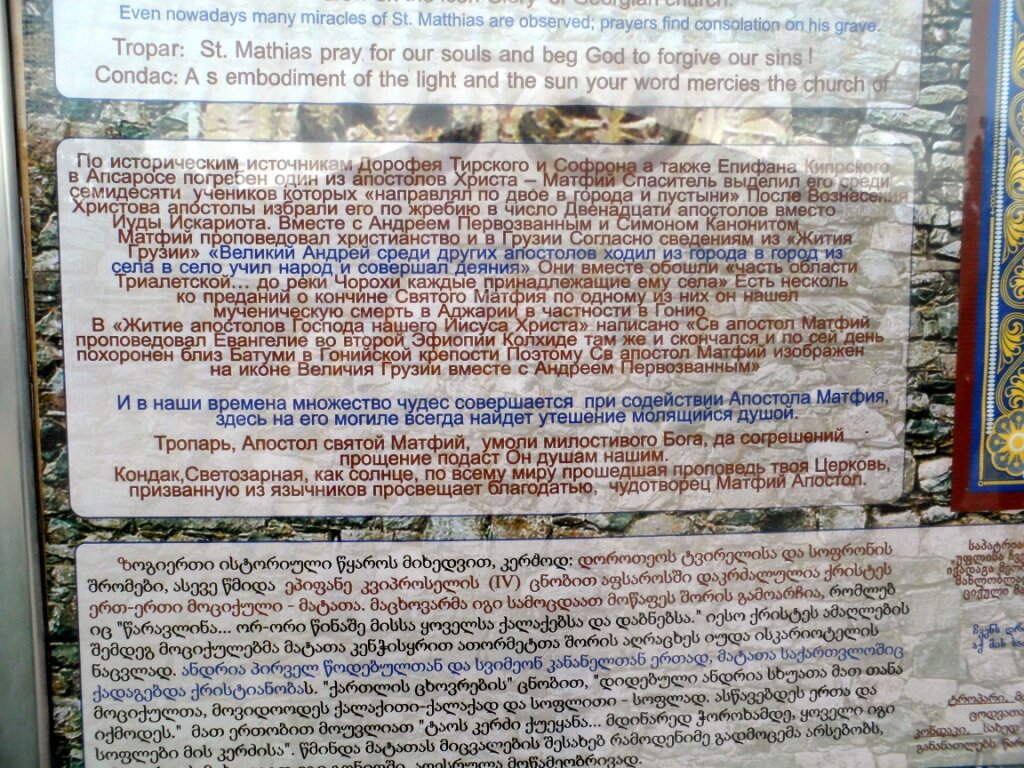 Even nowadays many miracles of St. Matthias are observed; prayers find consolation on his grave.
Tropar: St. Mathias pray for our souls and beg God to forgive our sins !
Condac: A s embodiment of the light and the sun your word mercies the church of
По историческим источникам Дорофея Тирского и Софрона а также Епифана Кипрского
в Апсаросе погребен один из апостолов Христа – Матфий Спаситель выделил его среди
семидесяти учеников которых «направлял по двое в города и пустыни» После Вознесения
Христова апостолы избрали его по жребию в число Двенадцати апостолов вместо
Иуды Искариота. Вместе с Андреем Первозванным и Симоном Канонитом
Матфий проповедовал христианство и в Грузии Согласно сведениям из «Жития
Грузии» «Великий Андрей среди других апостолов ходил из города в город из
села в село учил народ и совершал деяния» Они вместе обошли «часть области
Триалетской... до реки Чорохи каждые принадлежащие ему села» Есть несколь
ко преданий о кончине Святого Матфия по одному из них он нашел
мученическую смерть в Аджарии в частности в Гонио
В «Житие апостолов Господа нашего Иисуса Христа» написано «Св апостол Матфий
проповедовал Евангелие во второй Эфиопии Колхиде там же и скончался и по сей день
похоронен близ Батуми в Гонийской крепости Поэтому Св апостол Матфий изображен
на иконе Величия Грузии вместе с Андреем Первозванным»
И в наши времена множество чудес совершается при содействии Апостола Матфия,
здесь на его могиле всегда найдет утешение молящийся душой.
Тропарь, Апостол святой Матфий, умоли милостивого Бога, да согрешений
прощение подаст Он душам нашим.
Кондак,Светозарная, как солнце, по всему миру прошедшая проповедь твоя Церковь,
призванную из язычников просвещает благодатью, чудотворец Матфий Апостол.
ზოგიერთი ისტორიული წყაროს მიხედვით, კერძოდ: დოროთეოს ტვირელისა და სოფრონის
შრომები, ასევე წმიდა ეპიფანე კვიპროსელის (IV) ცნობით აფსაროსში დაკრძალულია ქრისტეს
ერთ-ერთი მოციქული - მატათა. მაცხოვარმა იგი სამოცდაათ მოწაფეს შორის გამოარჩია, რომლებ
იც "წარავლინა... ორ-ორი წინაშე მისსა ყოველსა ქალაქებსა და დაბნებსა." იესო ქრისტეს ამაღლების
შემდეგ მოციქულებმა მატათა კენჭისყრით ათორმეტთა შორის აღრაცხეს იუდა ისკარიოტელის
ნაცვლად. ანდრია პირველ წოდებულთან და სვიმეონ კანანელთან ერთად, მატათა საქართველოშიც
ქადაგებდა ქრისტიანობას. "ქართლის ცხოვრების" ცნობით, "დიდებული ანდრია სხუათა მათ თანა
მოციქულთა, მოვიდოოდეს ქალაქითი-ქალაქად და სოფლითი - სოფლად. ასწავებდეს ერთა და
იქმოდეს." მათ ერთობით მოუვლიათ "ტაოს კერძი ქუეყანა... მდინარედ ჭოროხამდე, ყოველი იგი
სოფლები მის კერძისა". წმინდა მატათას მიცვალების შესახებ რამოდენიმე გადმოცემა არსებობს,
აღესრულა მოწამეობრივად.